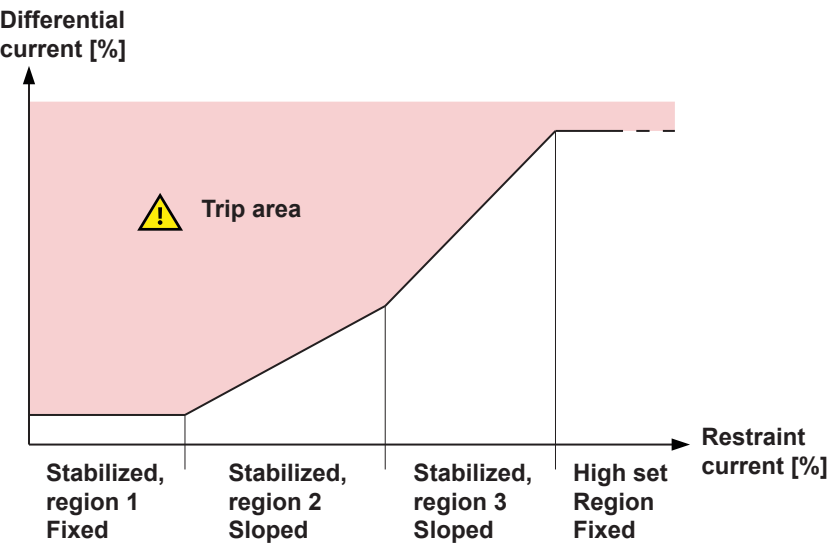 Differential
current [%]
!
Trip area
Restraint
current [%]
Stabilized,
region 1
Fixed
Stabilized,
region 2
Sloped
Stabilized,
region 3
Sloped
High set
Region
Fixed